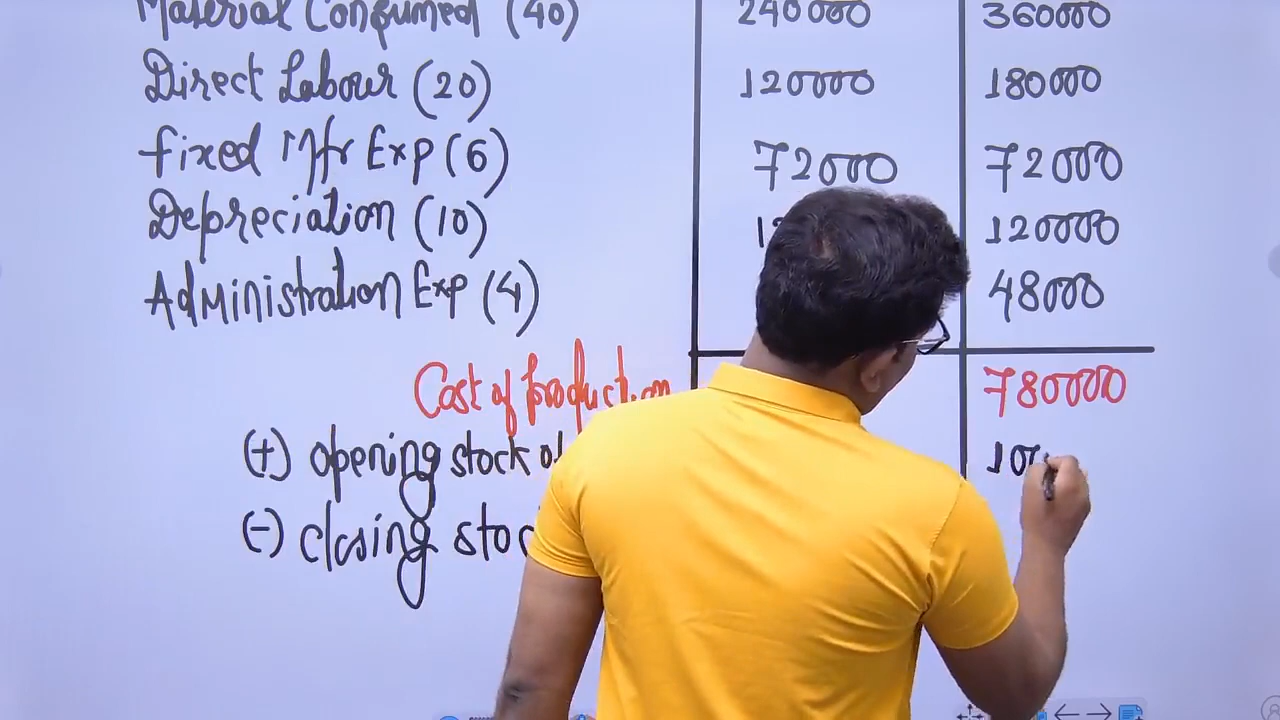 Material Consumed (40) 240000 360000
Direct Labour (20) 120000 180000
Fixed Mfr Exp (6) 72000 72000
Depreciation (10) 120000
Administration Exp (4) 48000
Cost of production 780000
(+) opening stock of
(-) closing